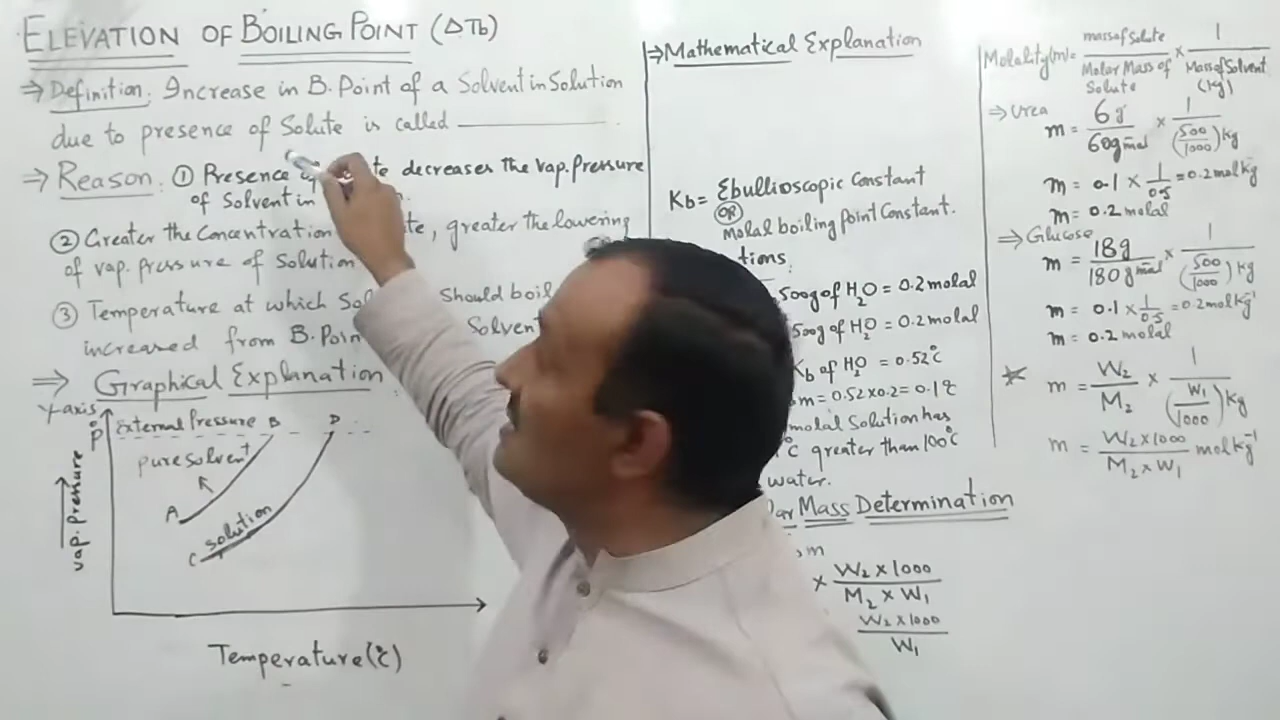 ELEVATION OF BOILING POINT (ΔTb)
⇒ Definition: Increase in B. Point of a Solvent in Solution
due to presence of Solute is called
⇒ Reason: ① Presence te decreases the vap. Pressure
of Solvent in
② Greater the Concentration te, greater the lowering
of vap. Pressure of Solution
③ Temperature at which Sol Should boil
increased from B. Poin Solvent
⇒ Graphical Explanation
Y-axis
P°
External Pressure B D
pure solvent
A
solution
C
vap. pressure
Temperature (°C)
⇒ Mathematical Explanation
Kb = Ebullioscopic Constant
OR
Molal boiling point Constant.
tions.
500g of H₂O = 0.2 molal
500g of H₂O = 0.2 molal
Kb of H₂O = 0.52°C
m = 0.52 x 0.2 = 0.1°C
molal Solution has
°C greater than 100°C
water.
ar Mass Determination
m
x W₂ x 1000 / M₂ x W₁
W₂ x 1000 / W₁
Molality(m) = mass of Solute / Molar Mass of Solute x 1 / Mass of Solvent (kg)
⇒ Urea
m = 6g / 60g mol⁻¹ x 1 / (500/1000) kg
m = 0.1 x 1/0.5 = 0.2 mol kg⁻¹
m = 0.2 molal
⇒ Glucose
m = 18g / 180g mol⁻¹ x 1 / (500/1000) kg
m = 0.1 x 1/0.5 = 0.2 mol kg⁻¹
m = 0.2 molal
m = W₂ / M₂ x 1 / (W₁/1000) kg
m = W₂ x 1000 / M₂ x W₁ mol kg⁻¹